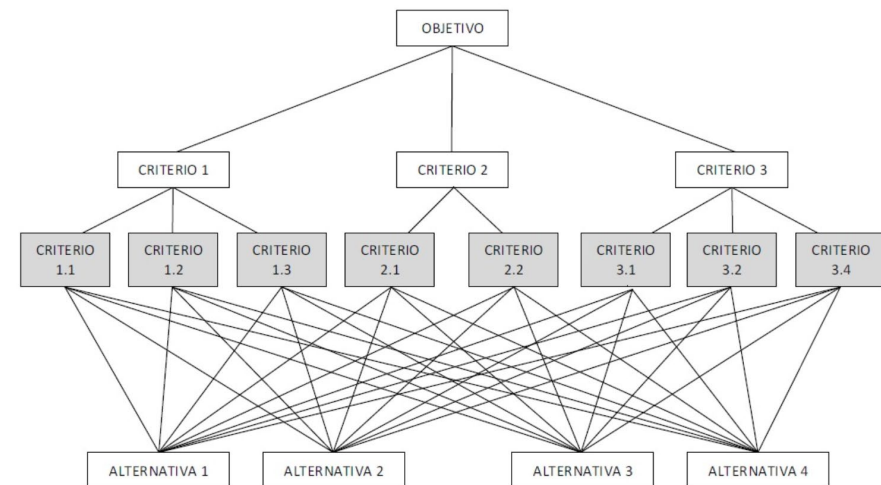 OBJETIVO
CRITERIO 1
CRITERIO 2
CRITERIO 3
CRITERIO
1.1
CRITERIO
1.2
CRITERIO
1.3
CRITERIO
2.1
CRITERIO
2.2
CRITERIO
3.1
CRITERIO
3.2
CRITERIO
3.4
ALTERNATIVA 1
ALTERNATIVA 2
ALTERNATIVA 3
ALTERNATIVA 4